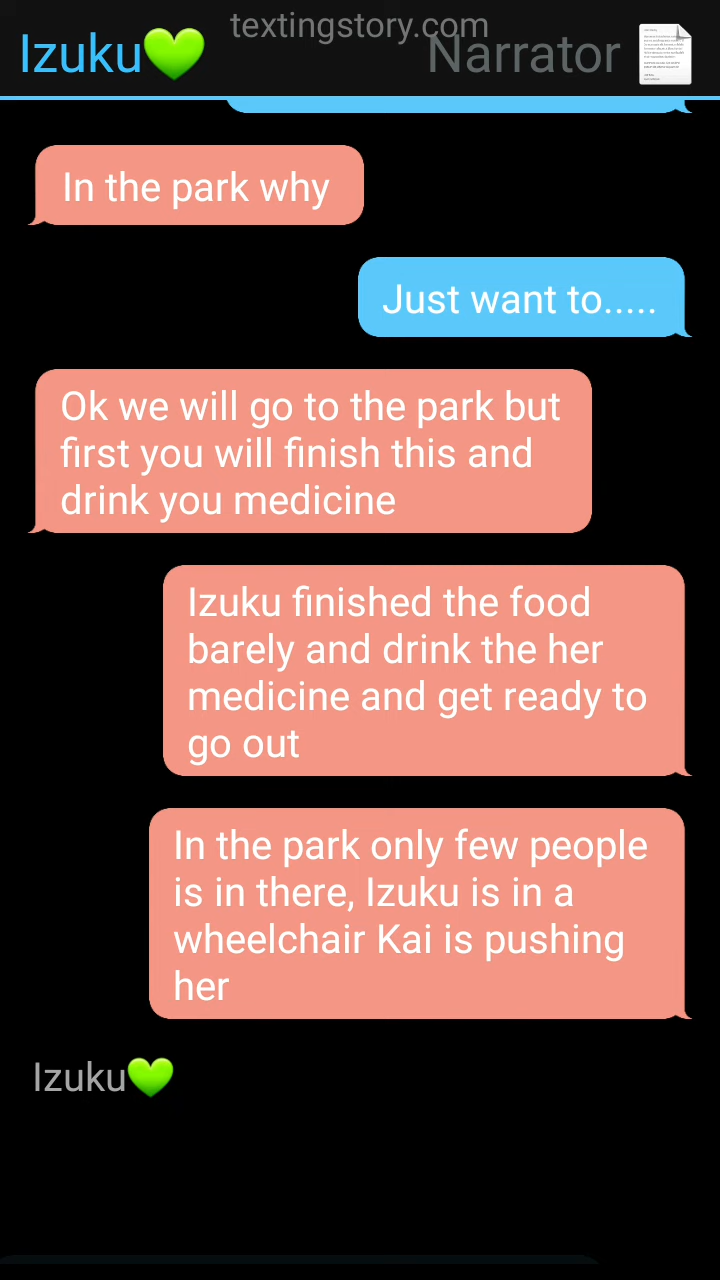 textingstory.com
Izuku💚
Narrator
In the park why
Just want to.....
Ok we will go to the park but
first you will finish this and
drink you medicine
Izuku finished the food
barely and drink the her
medicine and get ready to
go out
In the park only few people
is in there, Izuku is in a
wheelchair Kai is pushing
her
Izuku💚